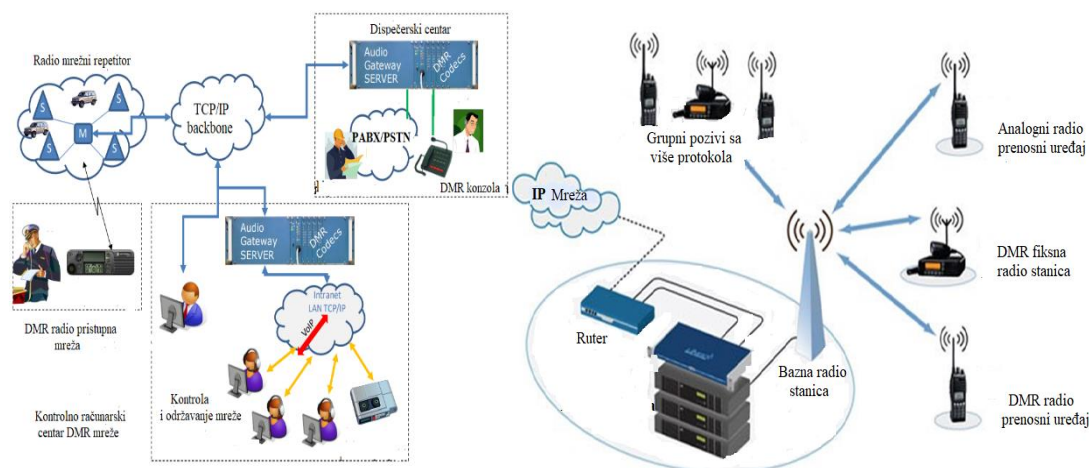 Dispečerski centar
Audio
Gateway
SERVER
DMR
Codecs
Radio mrežni repetitor
S
S
S
S
M
TCP/IP
backbone
PABX/PSTN
DMR konzola
Audio
Gateway
SERVER
DMR
Codecs
Intranet
LAN TCP/IP
VoIP
DMR radio pristupna
mreža
Kontrolno računarski
centar DMR mreže
Kontrola
i održavanje mreže
Grupni pozivi sa
više protokola
IP Mreža
Ruter
Bazna radio
stanica
Analogni radio
prenosni uređaj
DMR fiksna
radio stanica
DMR radio
prenosni uređaj